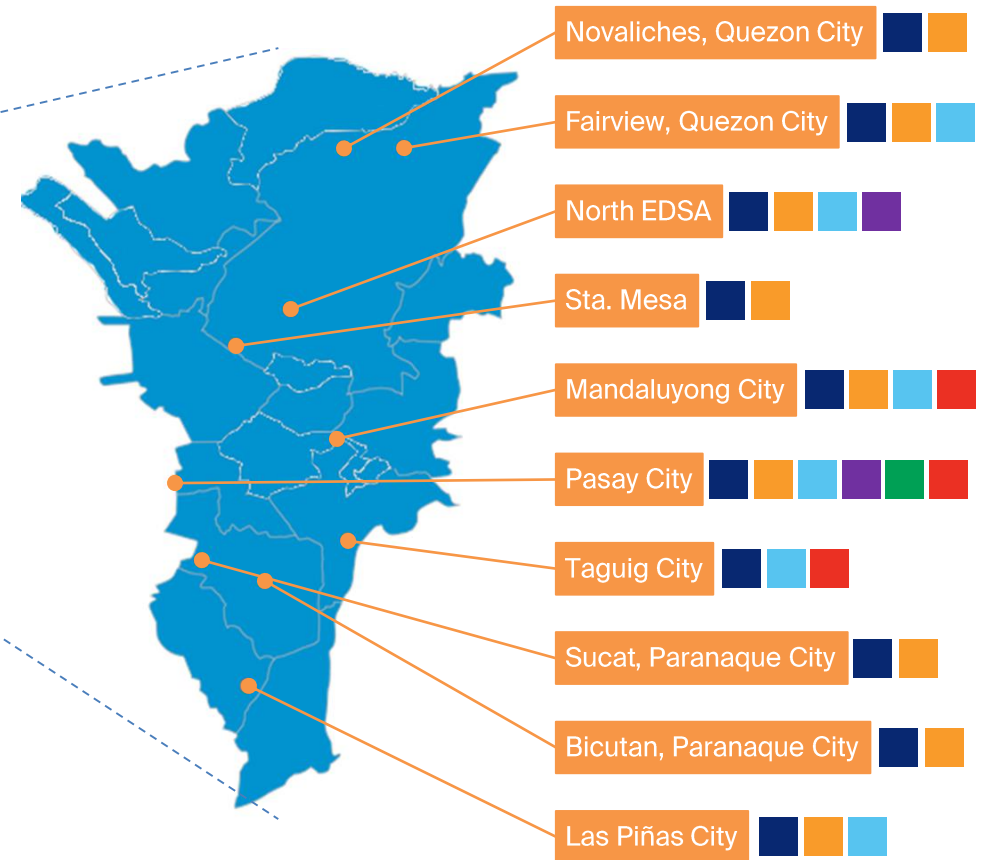 Novaliches, Quezon City
Fairview, Quezon City
North EDSA
Sta. Mesa
Mandaluyong City
Pasay City
Taguig City
Sucat, Paranaque City
Bicutan, Paranaque City
Las Piñas City